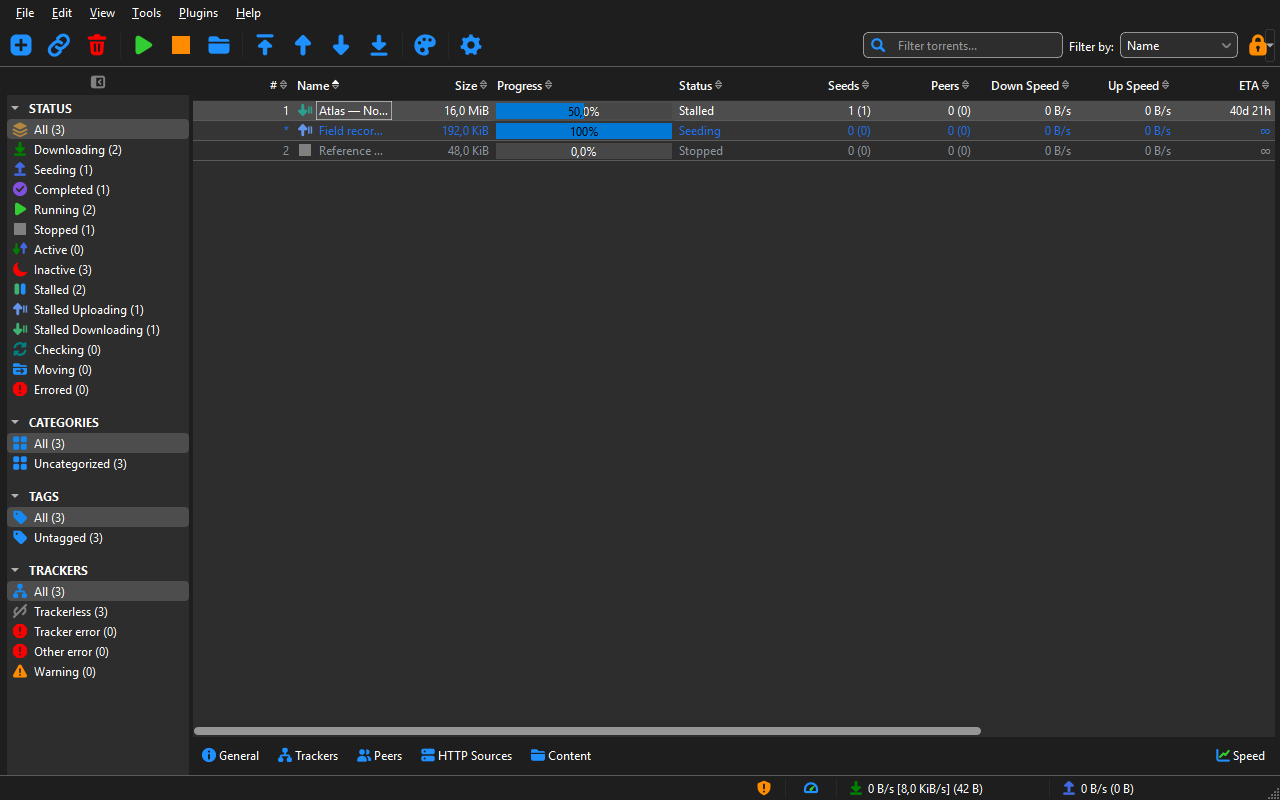 File Edit View Tools Plugins Help
Filter torrents... Filter by: Name
# Name Size Progress Status Seeds Peers Down Speed Up Speed ETA
1 Atlas — No... 16,0 MiB 50,0% Stalled 1 (1) 0 (0) 0 B/s 0 B/s 40d 21h
* Field recor... 192,0 KiB 100% Seeding 0 (0) 0 (0) 0 B/s 0 B/s ∞
2 Reference ... 48,0 KiB 0,0% Stopped 0 (0) 0 (0) 0 B/s 0 B/s ∞
STATUS
All (3)
Downloading (2)
Seeding (1)
Completed (1)
Running (2)
Stopped (1)
Active (0)
Inactive (3)
Stalled (2)
Stalled Uploading (1)
Stalled Downloading (1)
Checking (0)
Moving (0)
Errored (0)
CATEGORIES
All (3)
Uncategorized (3)
TAGS
All (3)
Untagged (3)
TRACKERS
All (3)
Trackerless (3)
Tracker error (0)
Other error (0)
Warning (0)
General Trackers Peers HTTP Sources Content Speed
0 B/s [8,0 KiB/s] (42 B) 0 B/s (0 B)